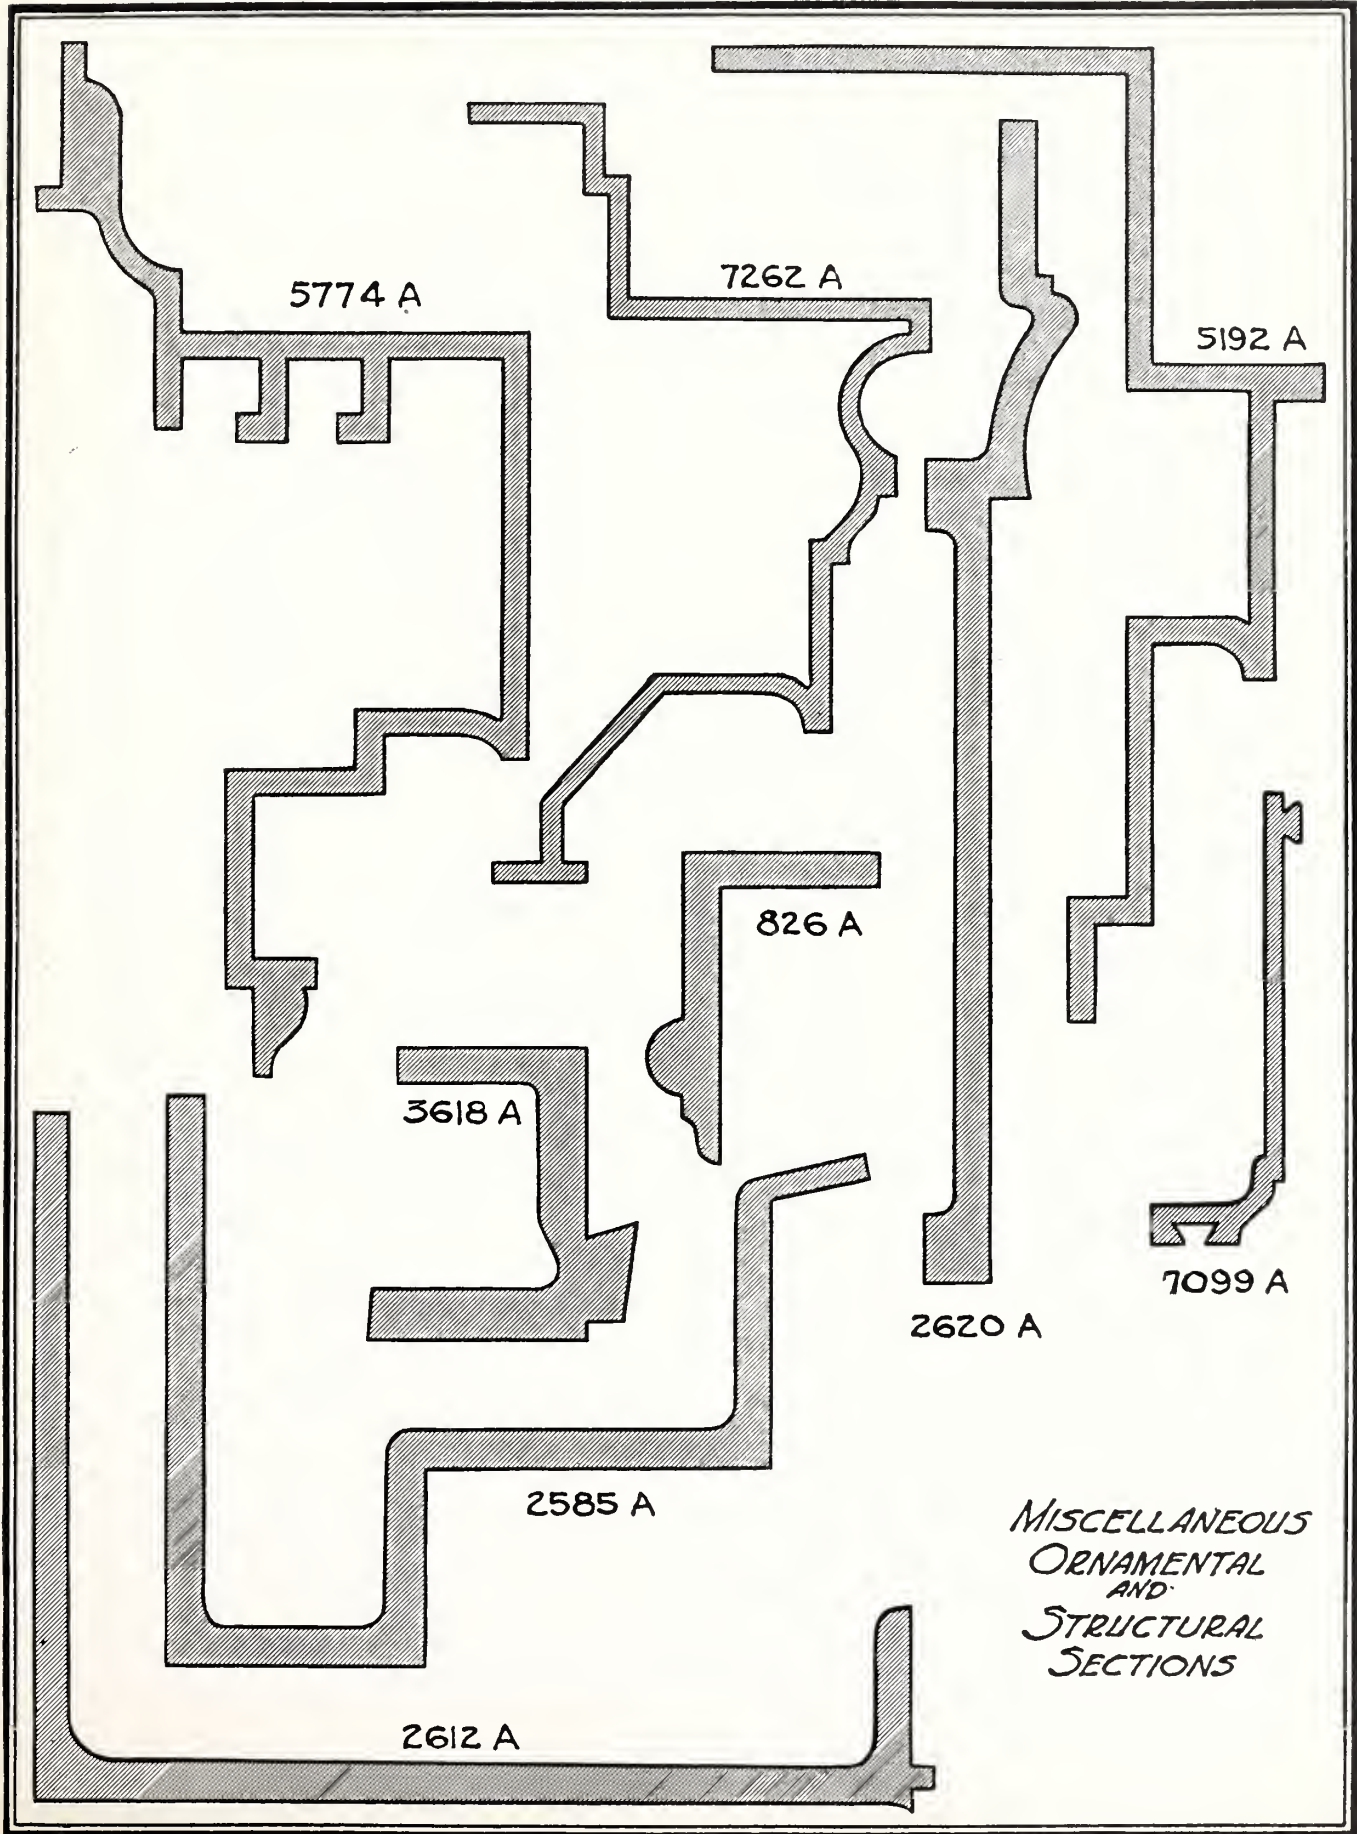 5774 A
7262 A
5192 A
826 A
3618 A
7099 A
2620 A
2585 A
MISCELLANEOUS
ORNAMENTAL
AND
STRUCTURAL
SECTIONS
2612 A